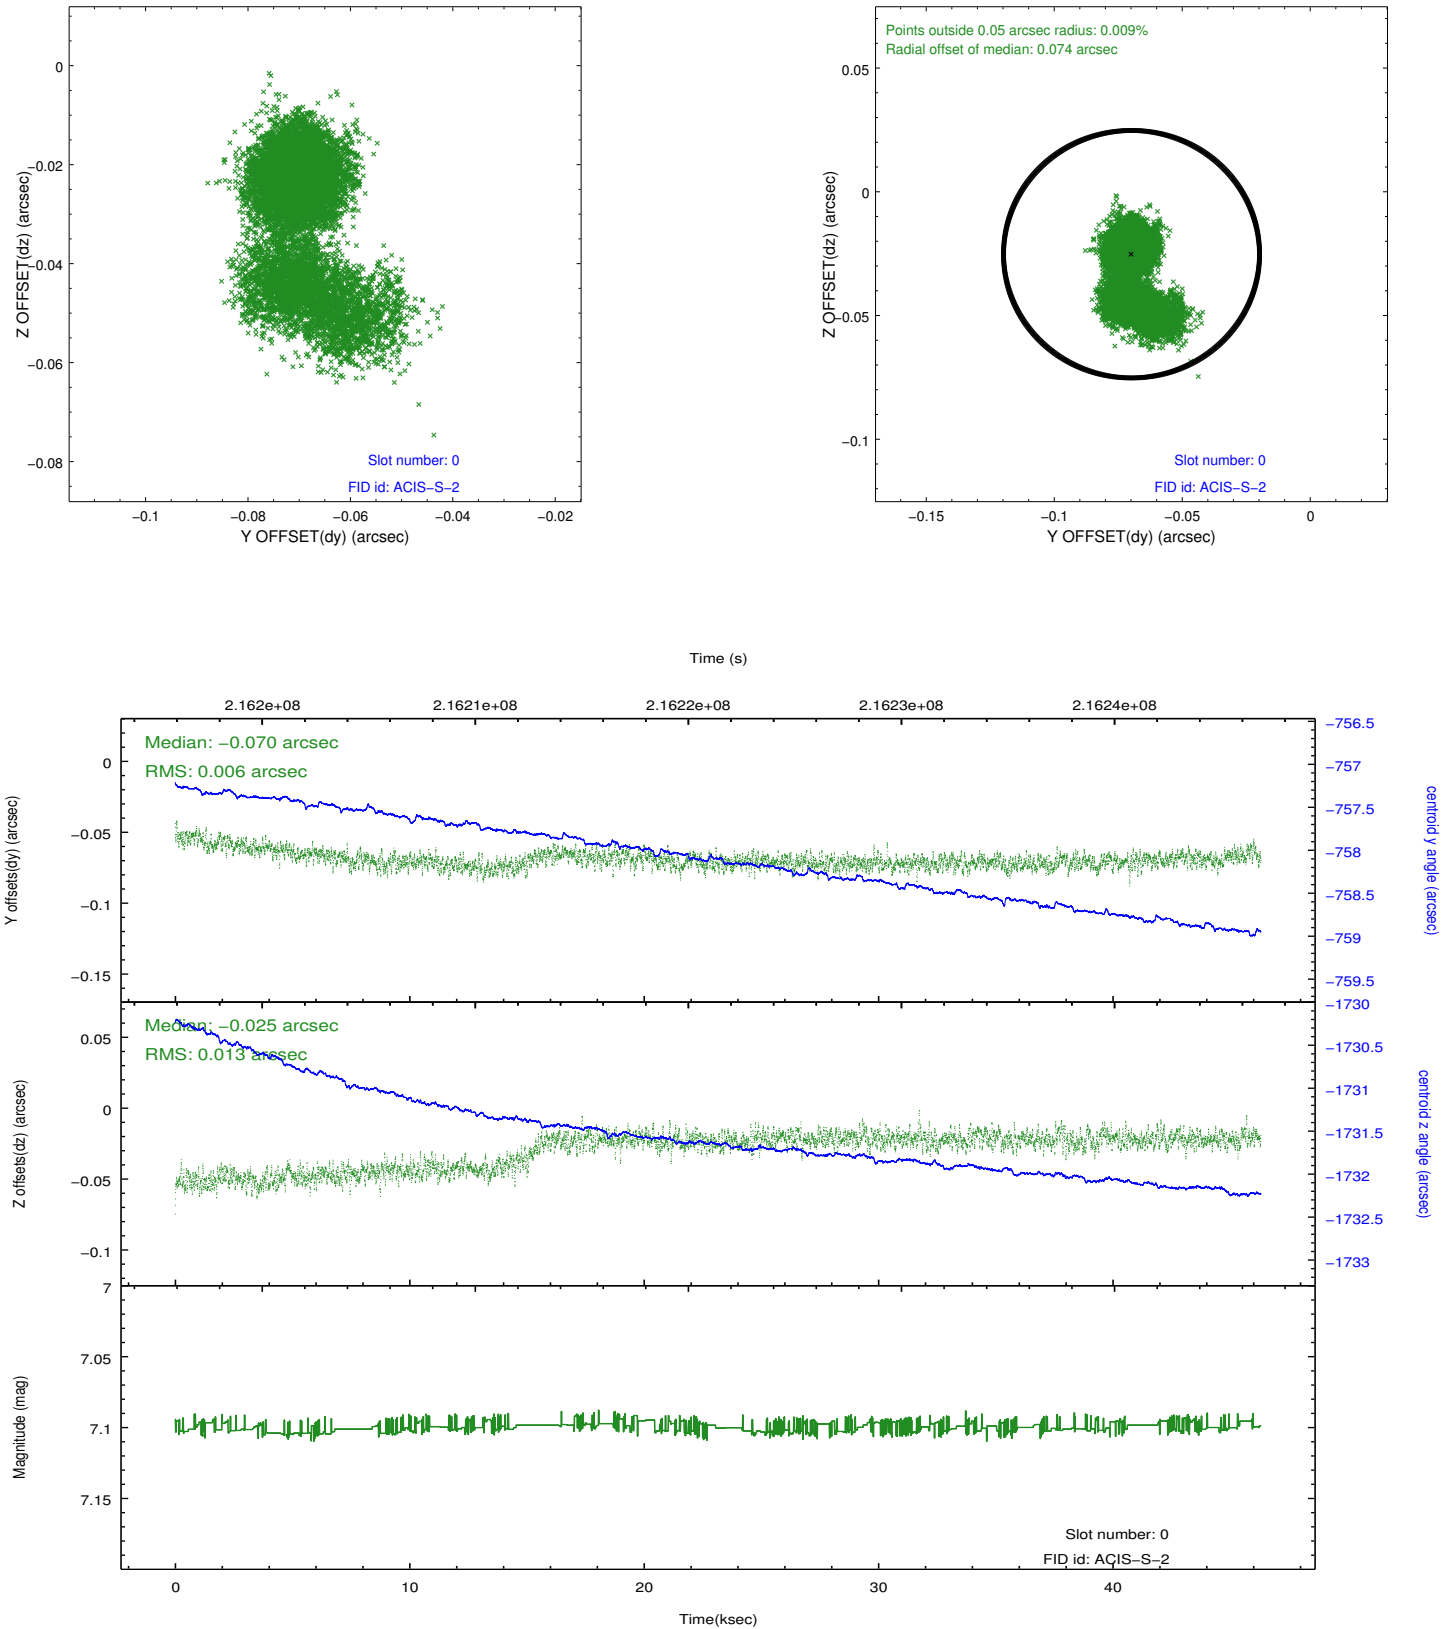 0
−0.02
−0.04
−0.06
−0.08
Z OFFSET(dz) (arcsec)
Slot number: 0
FID id: ACIS−S−2
−0.1
−0.08
−0.06
−0.04
−0.02
Y OFFSET(dy) (arcsec)
Points outside 0.05 arcsec radius: 0.009%
Radial offset of median: 0.074 arcsec
0.05
0
−0.05
−0.1
Z OFFSET(dz) (arcsec)
Slot number: 0
FID id: ACIS−S−2
−0.15
−0.1
−0.05
0
Y OFFSET(dy) (arcsec)
Time (s)
2.162e+08
2.1621e+08
2.1622e+08
2.1623e+08
2.1624e+08
Median: −0.070 arcsec
RMS: 0.006 arcsec
0
−0.05
−0.1
−0.15
Y offsets(dy) (arcsec)
−756.5
−757
−757.5
−758
−758.5
−759
−759.5
centroid y angle (arcsec)
Median: −0.025 arcsec
RMS: 0.013 arcsec
0.05
0
−0.05
−0.1
Z offsets(dz) (arcsec)
−1730
−1730.5
−1731
−1731.5
−1732
−1732.5
−1733
centroid z angle (arcsec)
7
7.05
7.1
7.15
Magnitude (mag)
Slot number: 0
FID id: ACIS−S−2
0
10
20
30
40
Time(ksec)